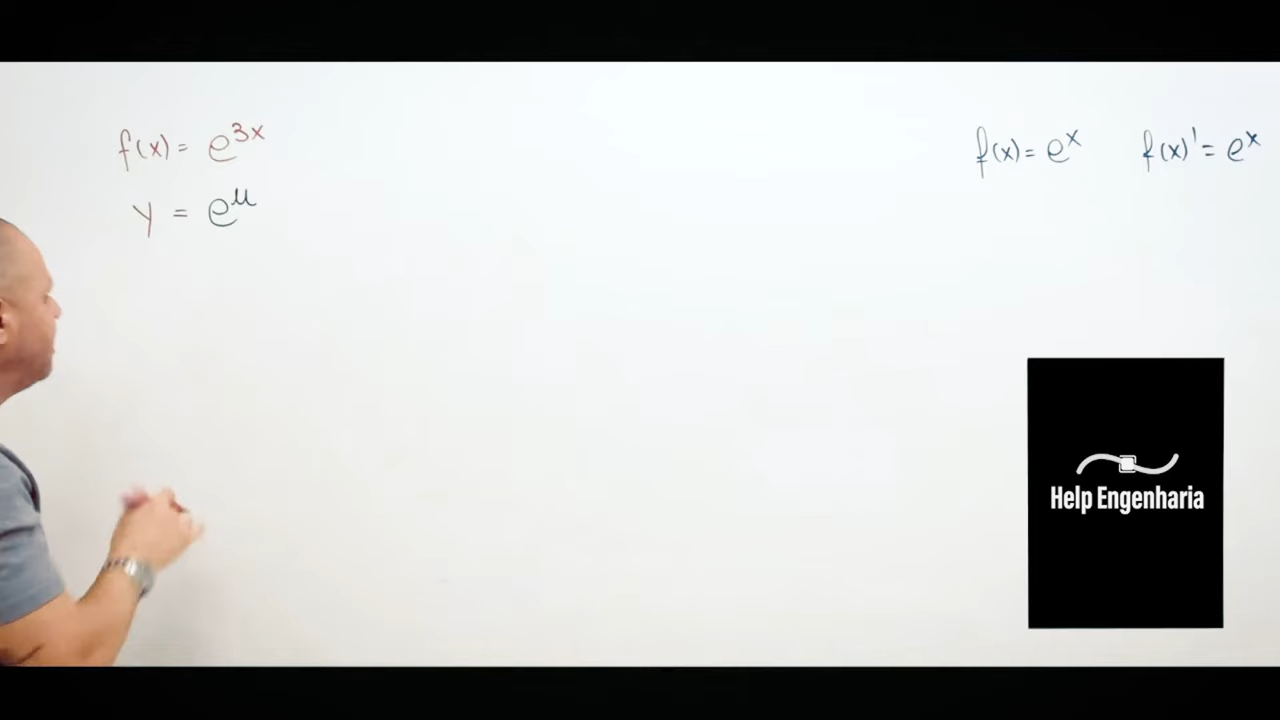 f(x) = e^{3x}
y = e^u
f(x) = e^x f(x)' = e^x
Help Engenharia